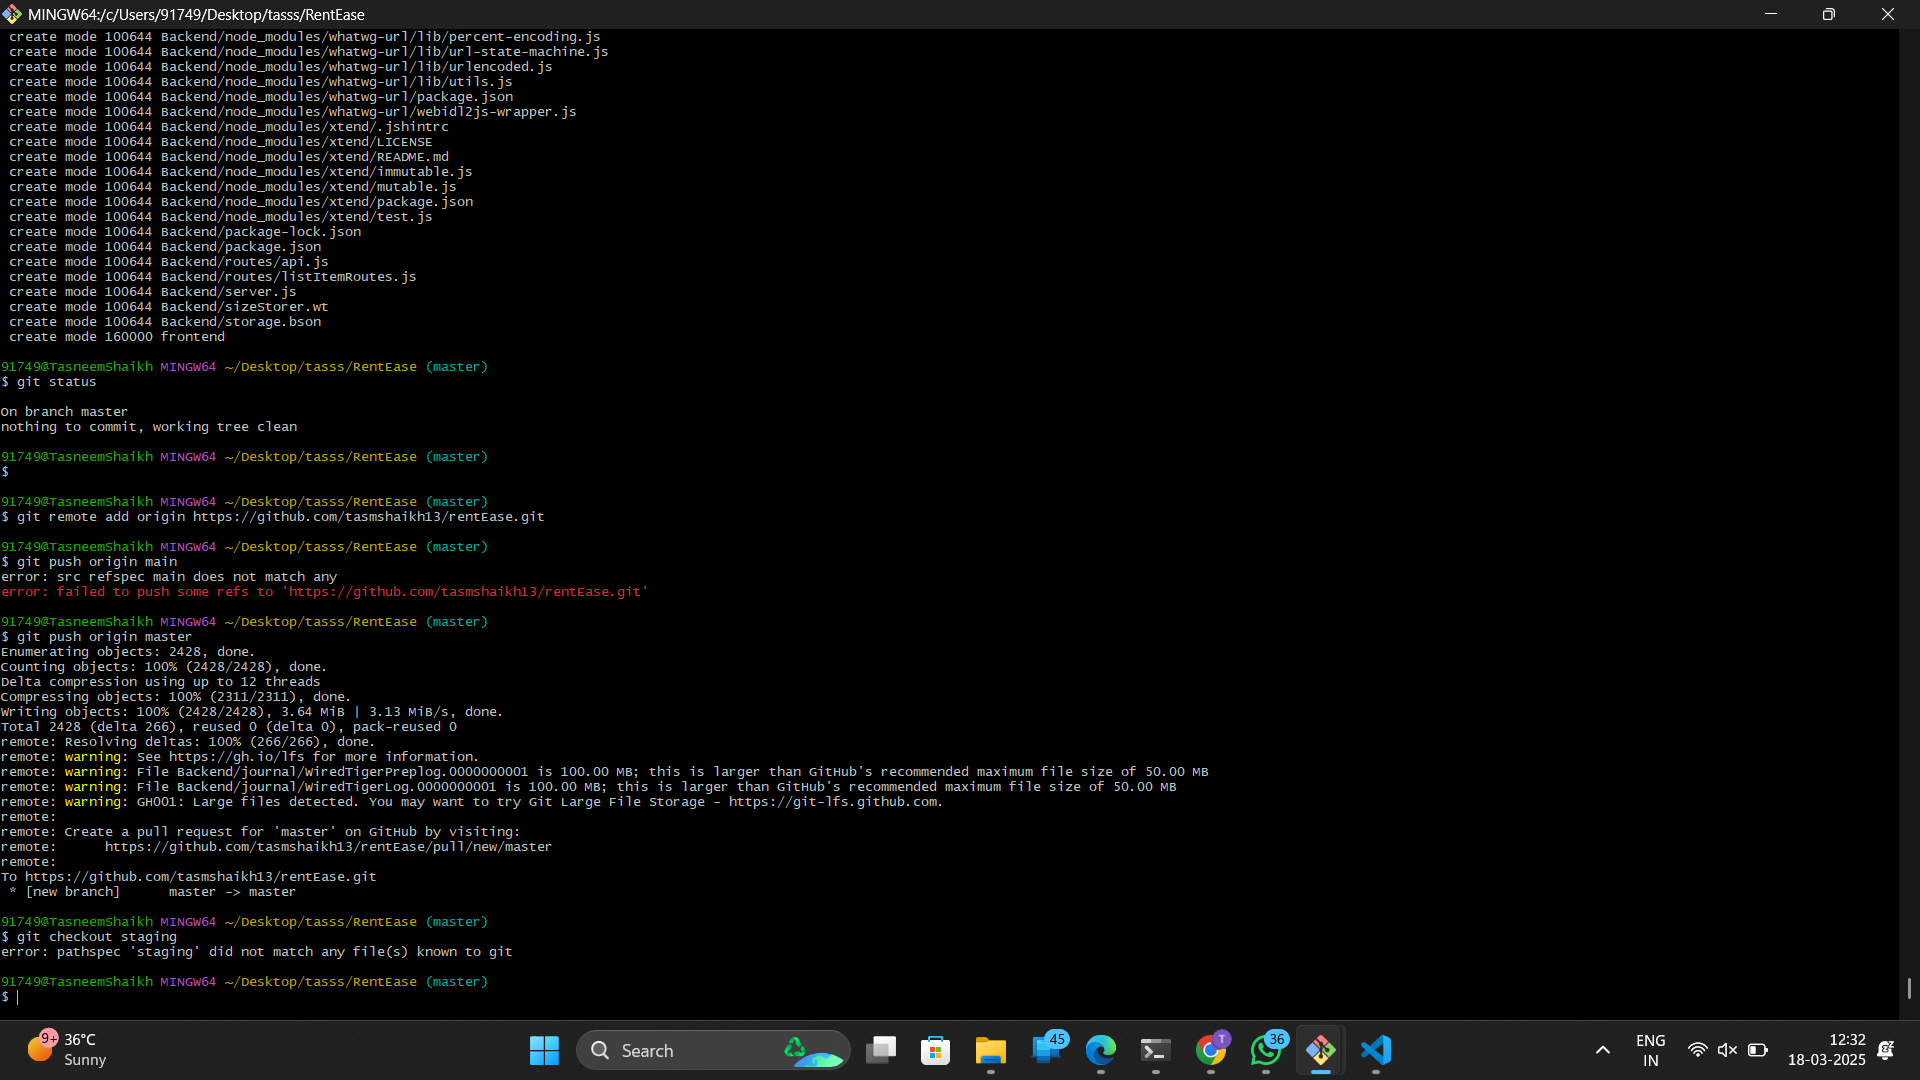 MINGW64:/c/Users/91749/Desktop/tasss/RentEase
create mode 100644 Backend/node_modules/whatwg-url/lib/percent-encoding.js
create mode 100644 Backend/node_modules/whatwg-url/lib/url-state-machine.js
create mode 100644 Backend/node_modules/whatwg-url/lib/urlencoded.js
create mode 100644 Backend/node_modules/whatwg-url/lib/utils.js
create mode 100644 Backend/node_modules/whatwg-url/package.json
create mode 100644 Backend/node_modules/whatwg-url/webidl2js-wrapper.js
create mode 100644 Backend/node_modules/xtend/.jshintrc
create mode 100644 Backend/node_modules/xtend/LICENSE
create mode 100644 Backend/node_modules/xtend/README.md
create mode 100644 Backend/node_modules/xtend/immutable.js
create mode 100644 Backend/node_modules/xtend/mutable.js
create mode 100644 Backend/node_modules/xtend/package.json
create mode 100644 Backend/node_modules/xtend/test.js
create mode 100644 Backend/package-lock.json
create mode 100644 Backend/package.json
create mode 100644 Backend/routes/api.js
create mode 100644 Backend/routes/listItemRoutes.js
create mode 100644 Backend/server.js
create mode 100644 Backend/sizeStorer.wt
create mode 100644 Backend/storage.bson
create mode 160000 frontend
91749@TasneemShaikh MINGW64 ~/Desktop/tasss/RentEase (master)
$ git status
On branch master
nothing to commit, working tree clean
91749@TasneemShaikh MINGW64 ~/Desktop/tasss/RentEase (master)
$
91749@TasneemShaikh MINGW64 ~/Desktop/tasss/RentEase (master)
$ git remote add origin https://github.com/tasmshaikh13/rentEase.git
91749@TasneemShaikh MINGW64 ~/Desktop/tasss/RentEase (master)
$ git push origin main
error: src refspec main does not match any
error: failed to push some refs to 'https://github.com/tasmshaikh13/rentEase.git'
91749@TasneemShaikh MINGW64 ~/Desktop/tasss/RentEase (master)
$ git push origin master
Enumerating objects: 2428, done.
Counting objects: 100% (2428/2428), done.
Delta compression using up to 12 threads
Compressing objects: 100% (2311/2311), done.
Writing objects: 100% (2428/2428), 3.64 MiB | 3.13 MiB/s, done.
Total 2428 (delta 266), reused 0 (delta 0), pack-reused 0
remote: Resolving deltas: 100% (266/266), done.
remote: warning: See https://gh.io/lfs for more information.
remote: warning: File Backend/journal/WiredTigerPreplog.0000000001 is 100.00 MB; this is larger than GitHub's recommended maximum file size of 50.00 MB
remote: warning: File Backend/journal/WiredTigerLog.0000000001 is 100.00 MB; this is larger than GitHub's recommended maximum file size of 50.00 MB
remote: warning: GH001: Large files detected. You may want to try Git Large File Storage - https://git-lfs.github.com.
remote:
remote: Create a pull request for 'master' on GitHub by visiting:
remote: https://github.com/tasmshaikh13/rentEase/pull/new/master
remote:
To https://github.com/tasmshaikh13/rentEase.git
* [new branch] master -> master
91749@TasneemShaikh MINGW64 ~/Desktop/tasss/RentEase (master)
$ git checkout staging
error: pathspec 'staging' did not match any file(s) known to git
91749@TasneemShaikh MINGW64 ~/Desktop/tasss/RentEase (master)
$
9+
36°C
Sunny
Search
45
T
36
ENG
IN
12:32
18-03-2025